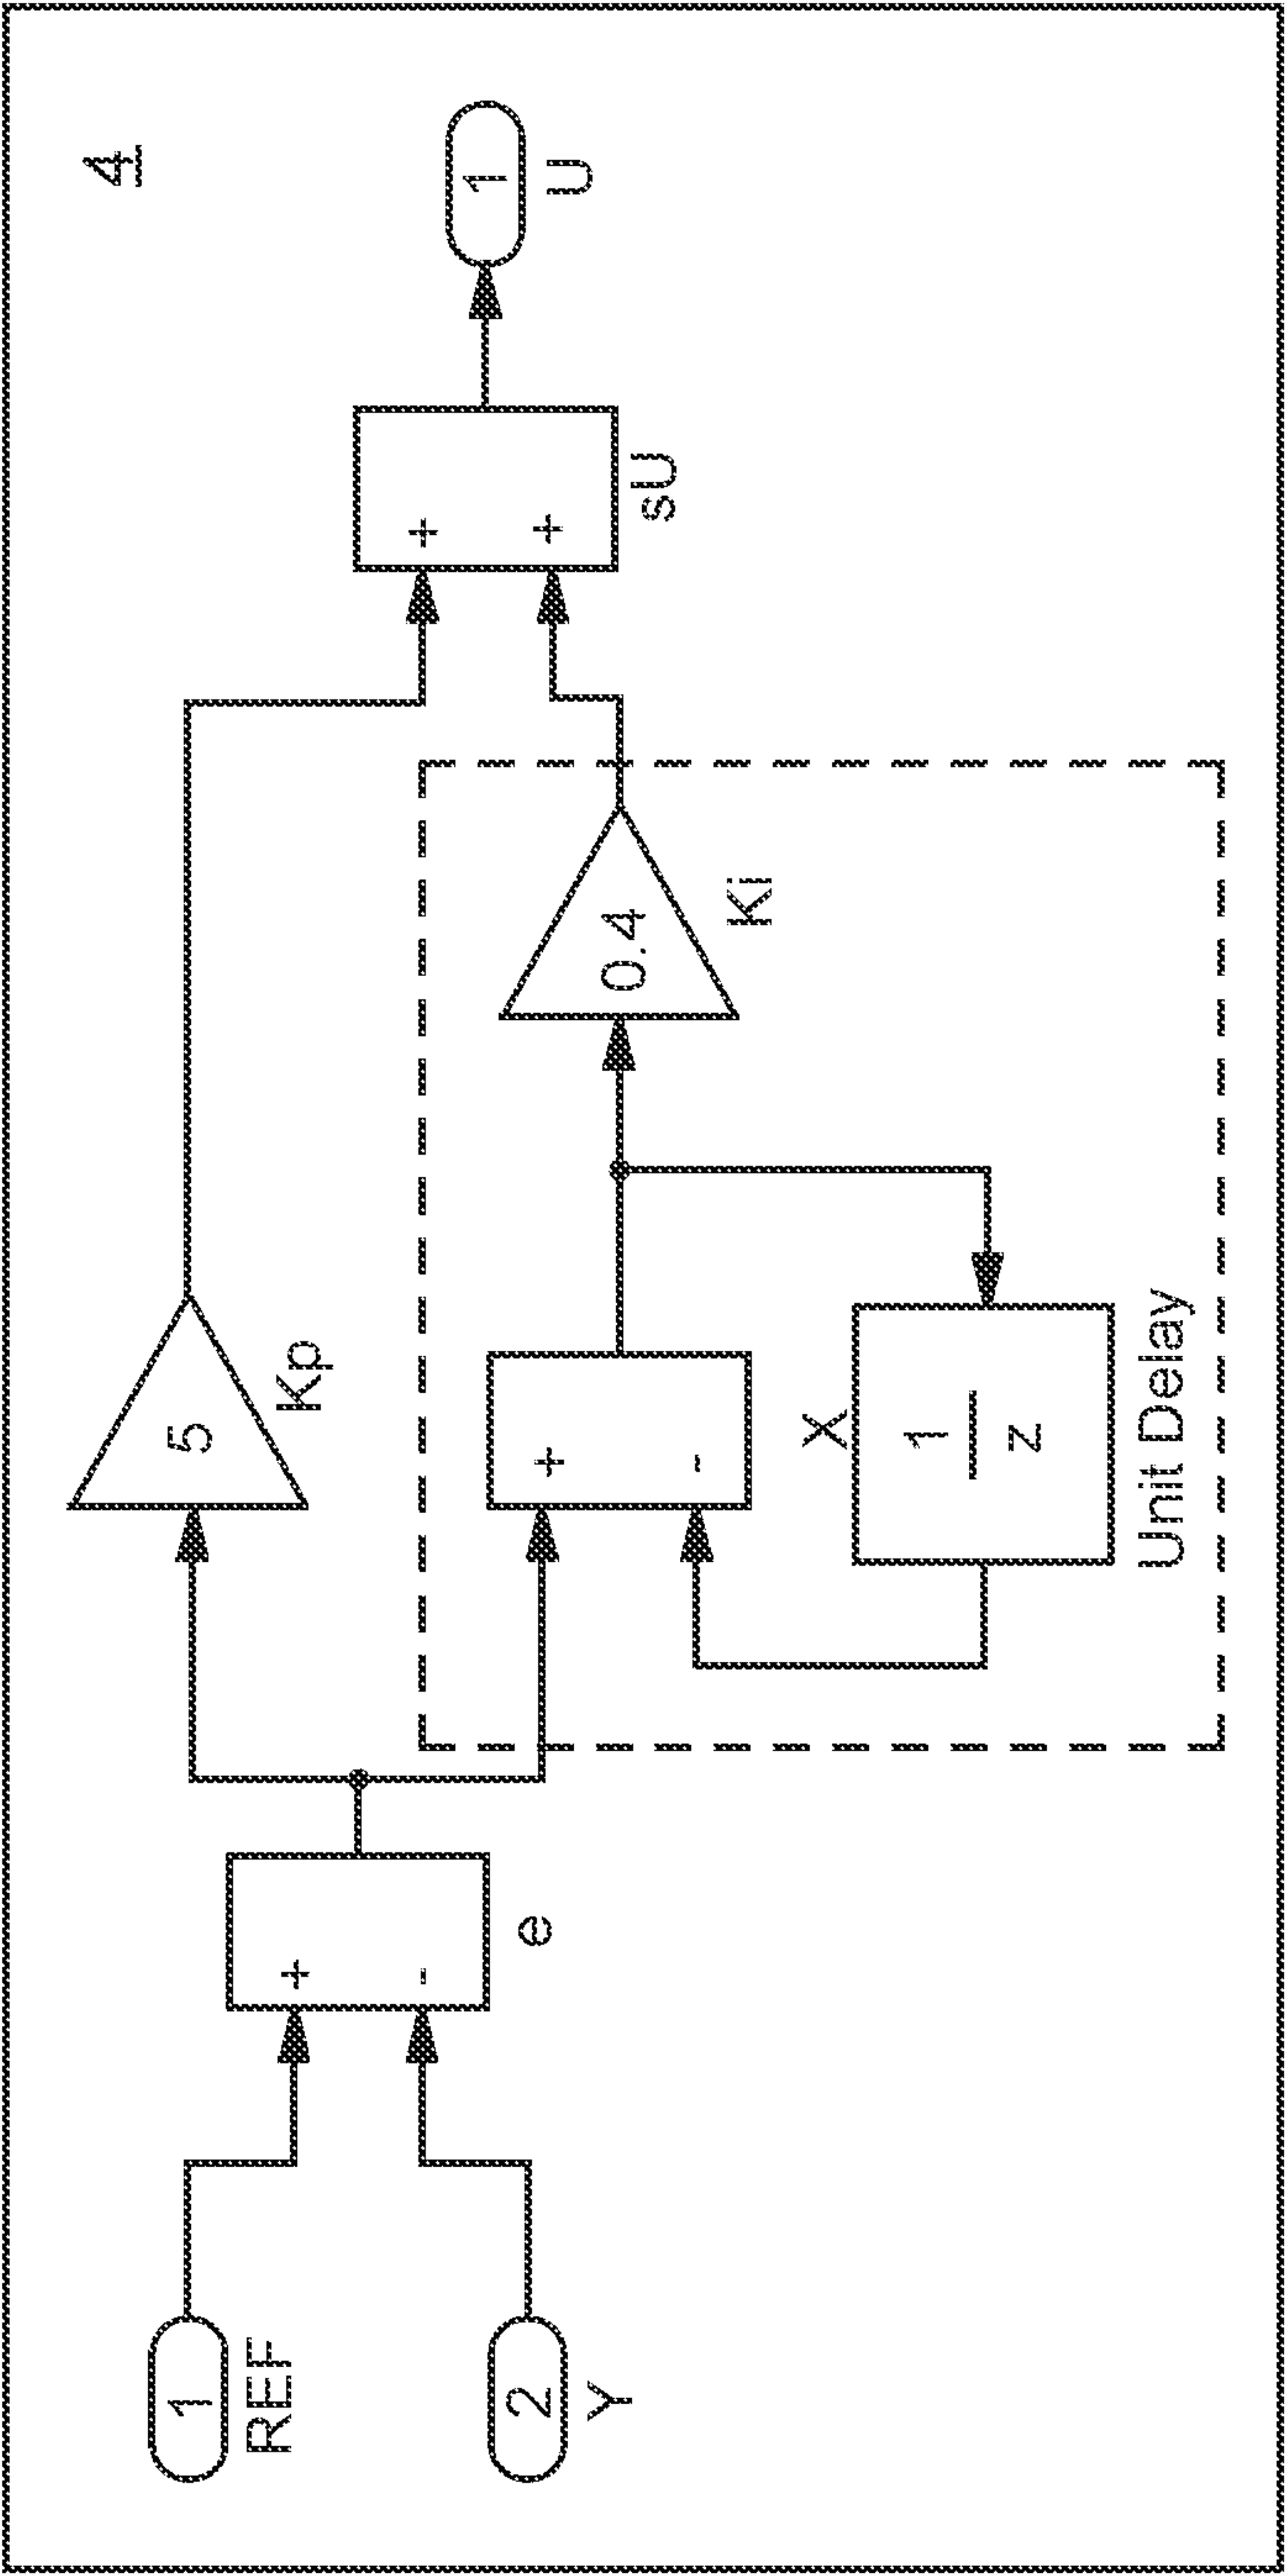 4
5
Kp
1
REF
+
-
e
+
+
sU
1
U
2
Y
+
-
0.4
Ki
X
1
z
Unit Delay